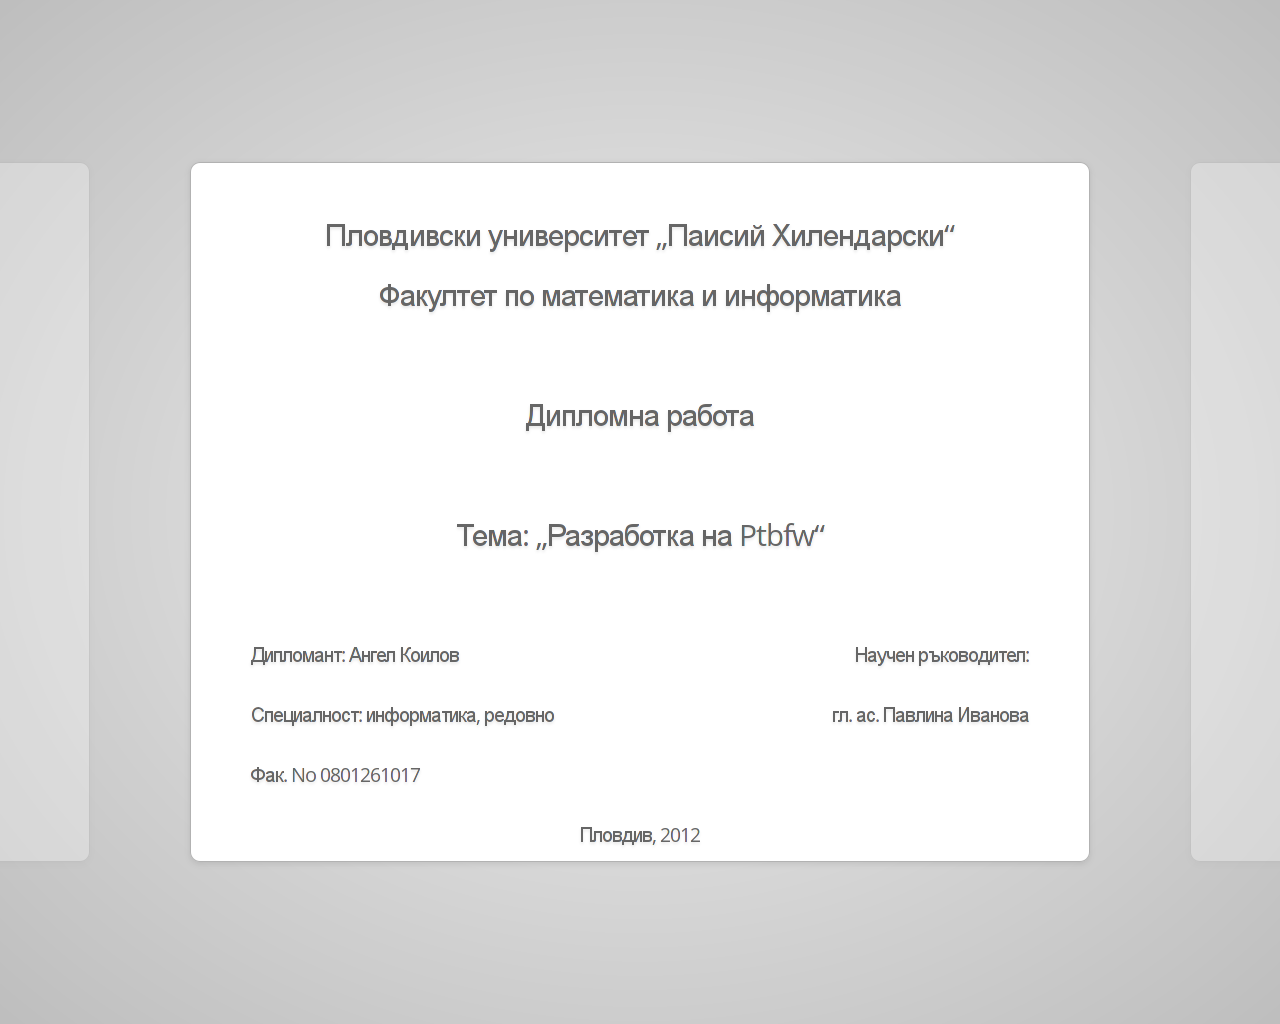 Пловдивски университет „Паисий Хилендарски“
Факултет по математика и информатика
Дипломна работа
Тема: „Разработка на Ptbfw“
Дипломант: Ангел Коилов
Научен ръководител:
Специалност: информатика, редовно
гл. ас. Павлина Иванова
Фак. No 0801261017
Пловдив, 2012